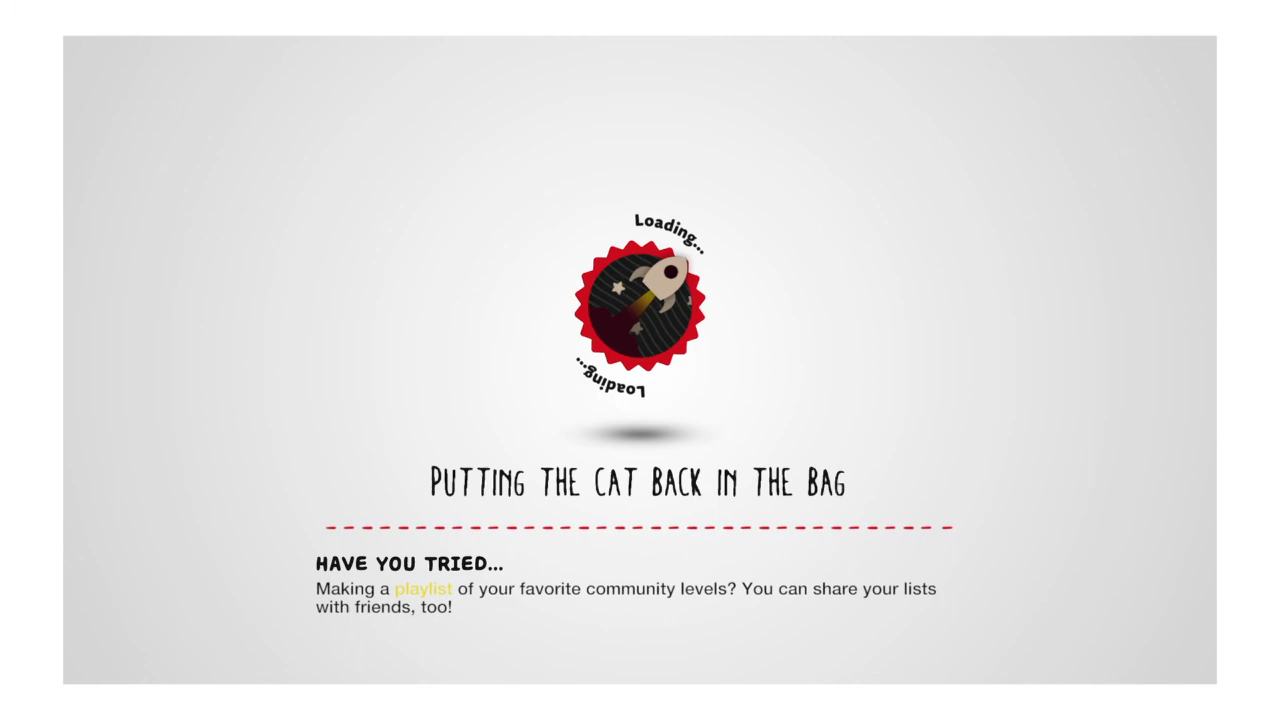 Loading...
Loading...
PUTTING THE CAT BACK IN THE BAG
HAVE YOU TRIED...
Making a playlist of your favorite community levels? You can share your lists
with friends, too!